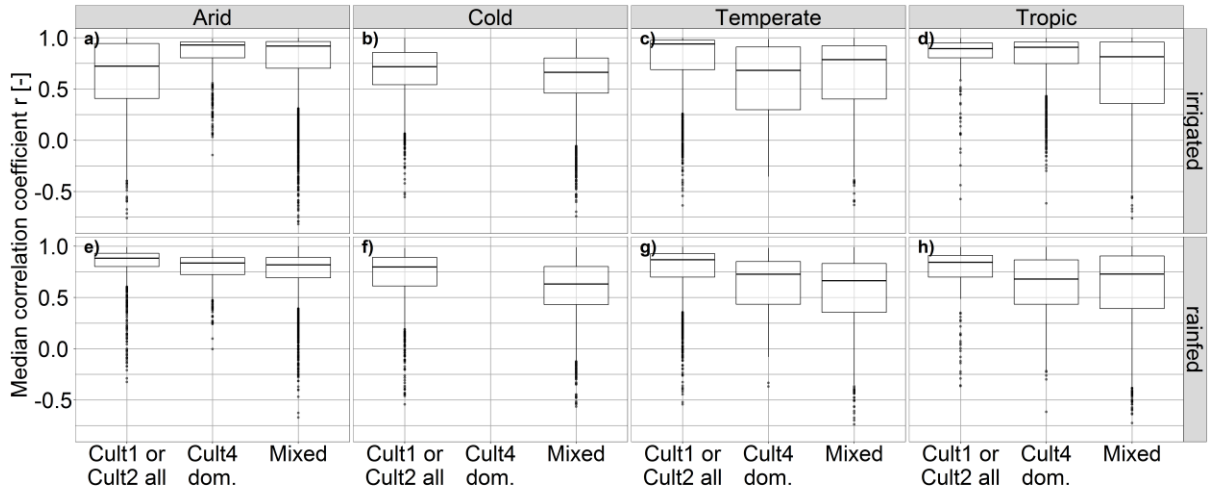 Arid Cold Temperate Tropic
Median correlation coefficient r [-]
1.0 a) b) c) d)
0.5
0.0
-0.5
irrigated
1.0 e) f) g) h)
0.5
0.0
-0.5
rainfed
Cult1 or Cult4 Mixed Cult1 or Cult4 Mixed Cult1 or Cult4 Mixed Cult1 or Cult4 Mixed
Cult2 all dom. Cult2 all dom. Cult2 all dom. Cult2 all dom.